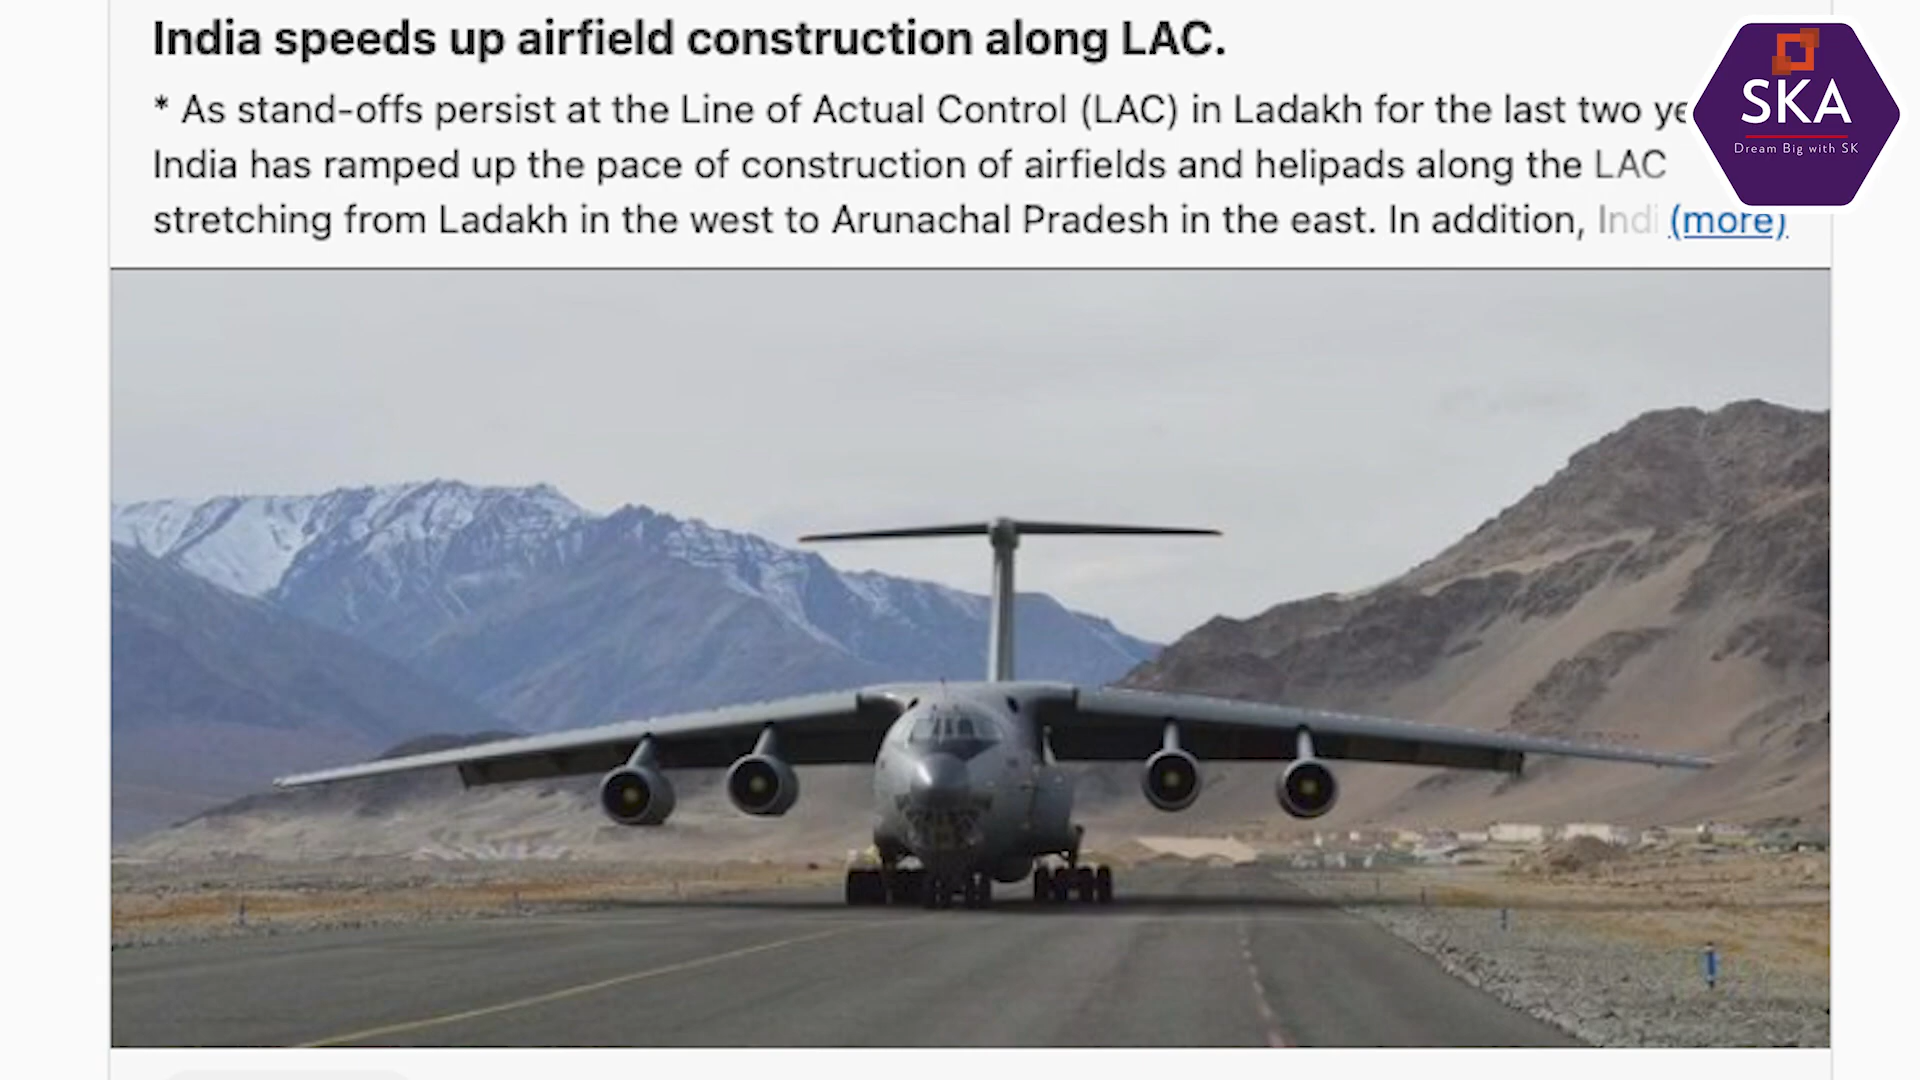 India speeds up airfield construction along LAC.
* As stand-offs persist at the Line of Actual Control (LAC) in Ladakh for the last two
India has ramped up the pace of construction of airfields and helipads along the LAC
stretching from Ladakh in the west to Arunachal Pradesh in the east. In addition, (more)
SKA
Dream Big with SK